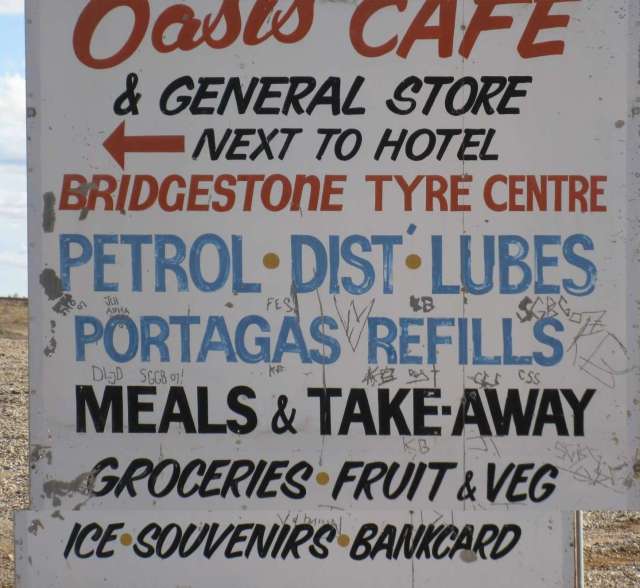 Oasis CAFE
& GENERAL STORE
NEXT TO HOTEL
BRIDGESTONE TYRE CENTRE
PETROL • DIST' • LUBES
PORTAGAS REFILLS
MEALS & TAKE-AWAY
GROCERIES • FRUIT & VEG
ICE • SOUVENIRS • BANKCARD